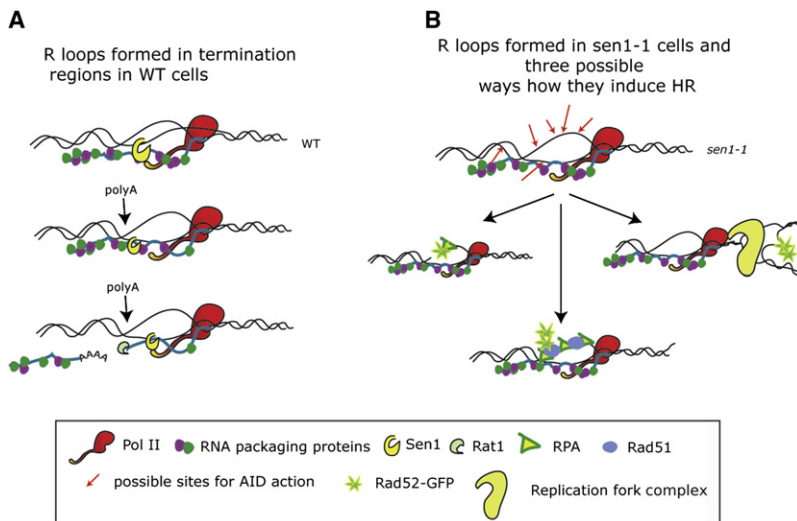 A
R loops formed in termination
regions in WT cells
WT
polyA
polyA
B
R loops formed in sen1-1 cells and
three possible
ways how they induce HR
sen1-1
Pol II
RNA packaging proteins
Sen1
Rat1
RPA
Rad51
possible sites for AID action
Rad52-GFP
Replication fork complex